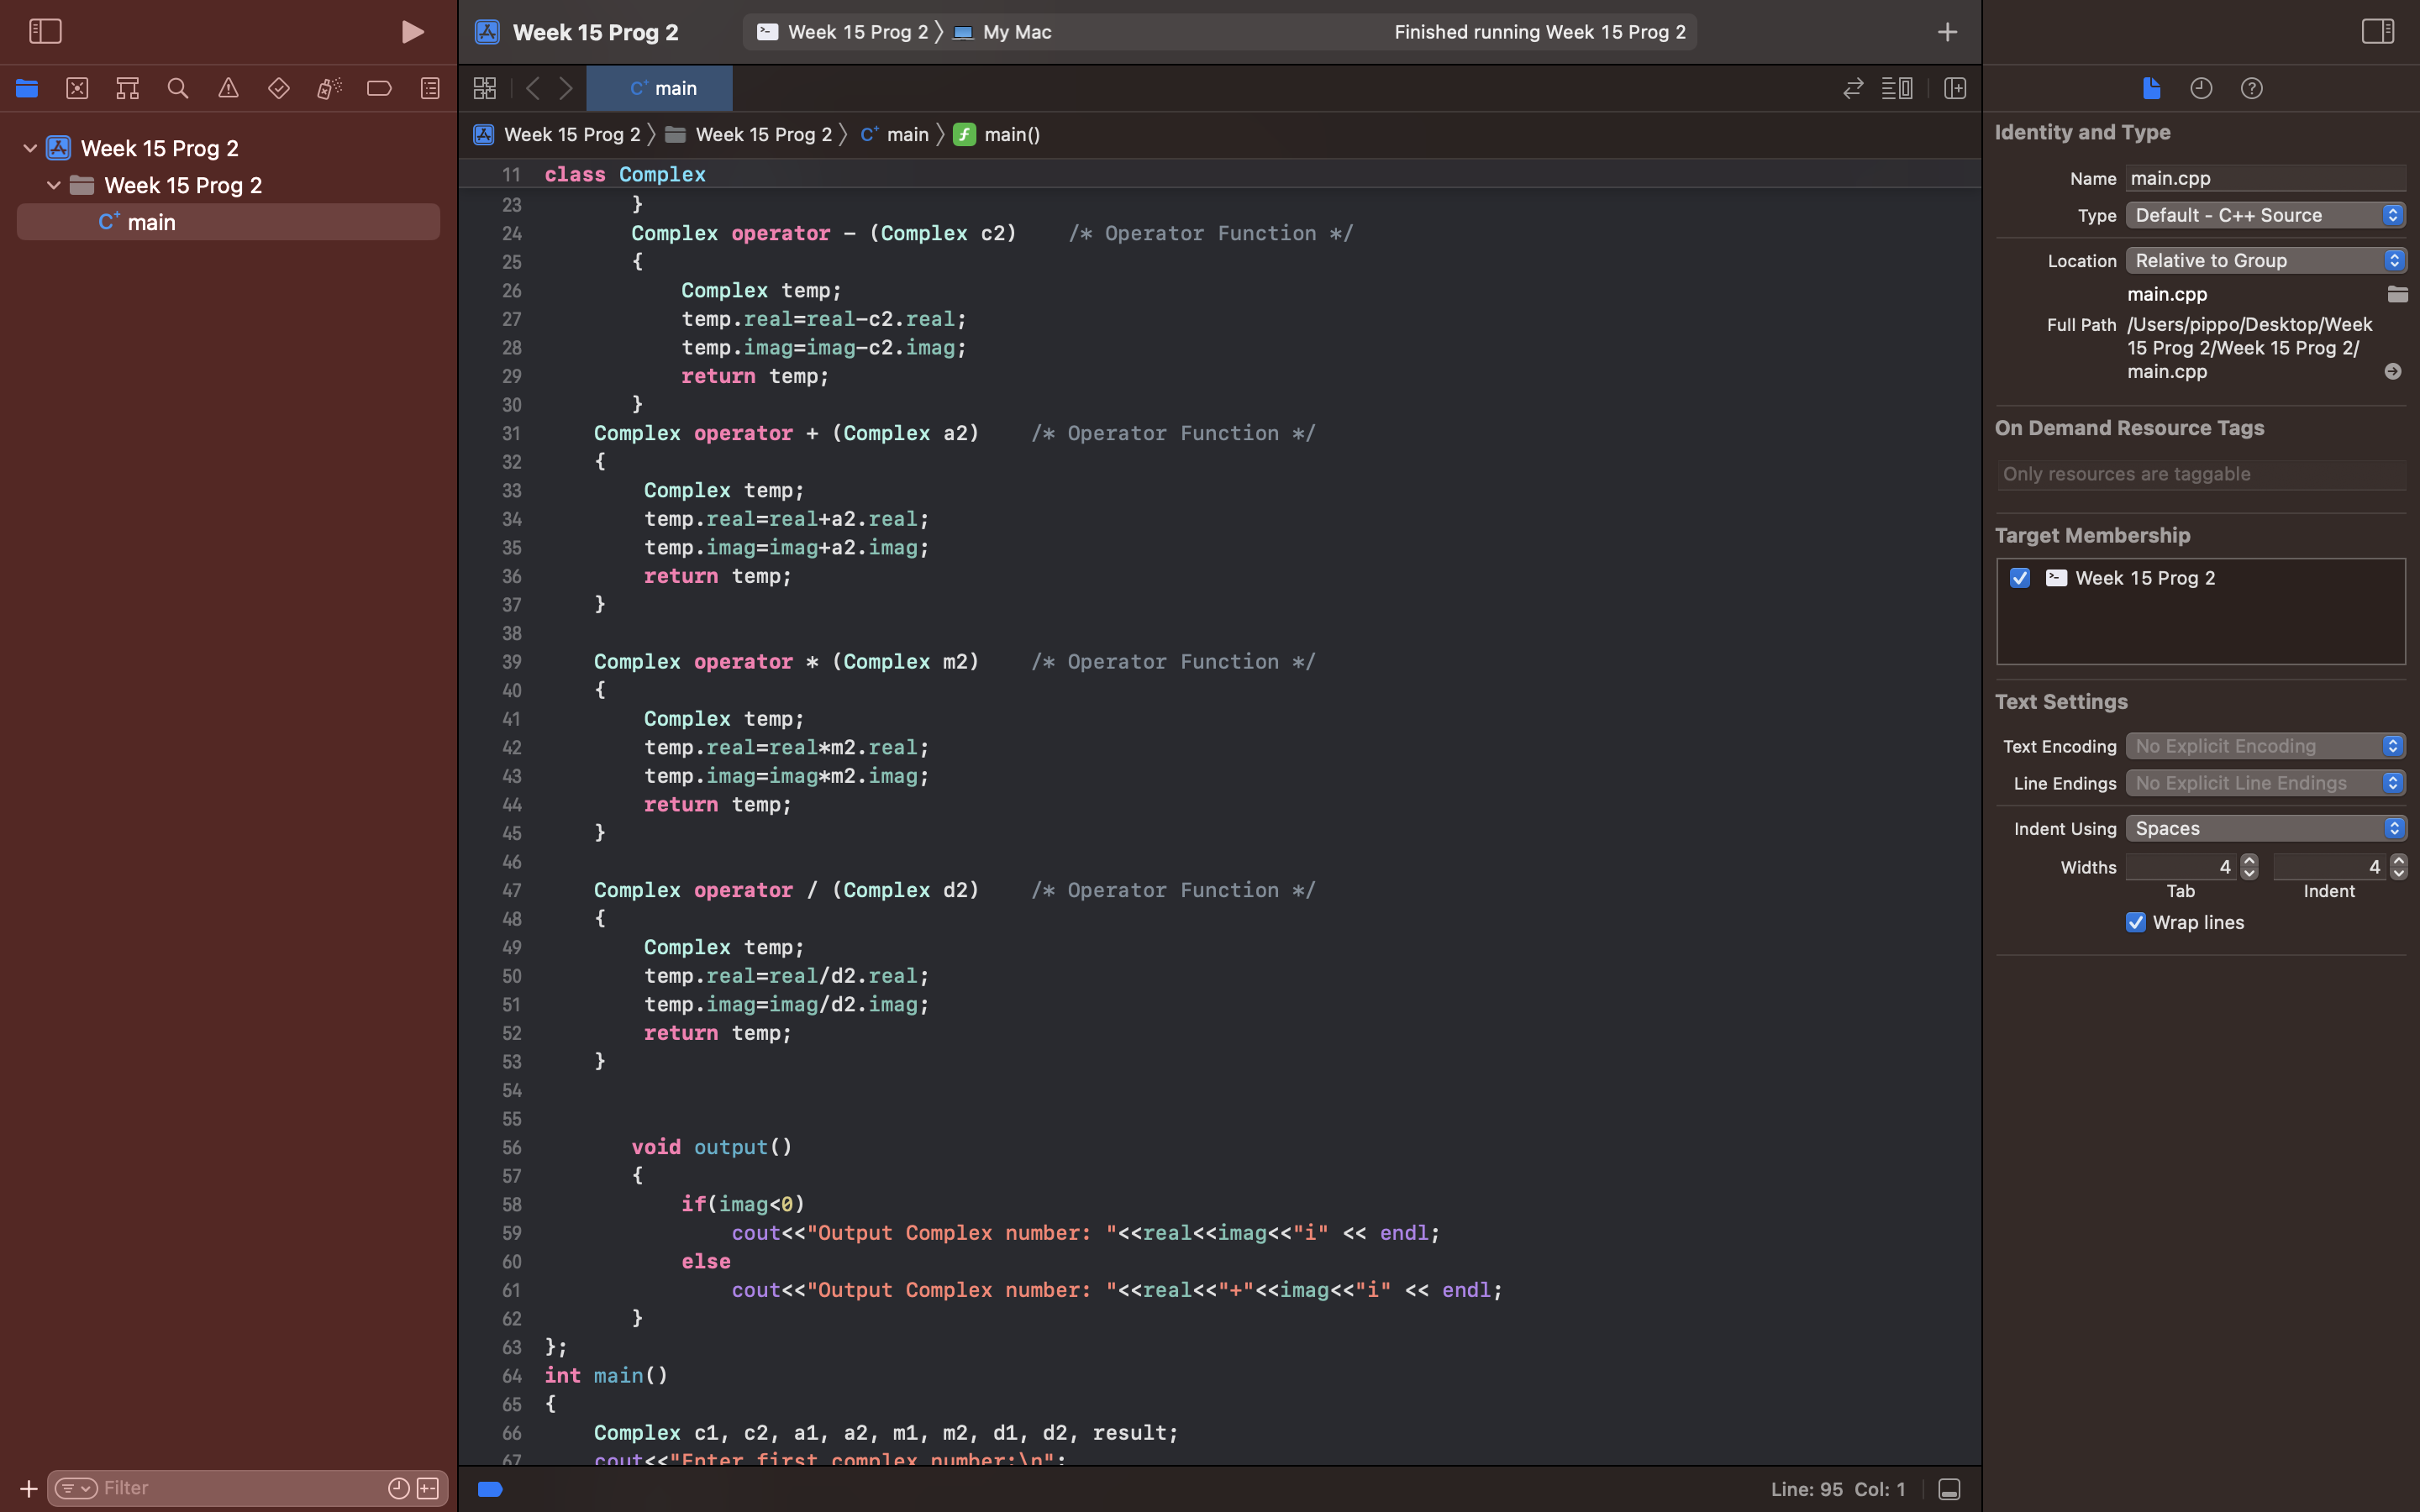 Week 15 Prog 2
Week 15 Prog 2
main
Filter
Week 15 Prog 2
Week 15 Prog 2 〉 My Mac
Finished running Week 15 Prog 2
main
Week 15 Prog 2 〉 Week 15 Prog 2 〉 main 〉 main()
11 class Complex
23 }
24 Complex operator - (Complex c2) /* Operator Function */
25 {
26 Complex temp;
27 temp.real=real-c2.real;
28 temp.imag=imag-c2.imag;
29 return temp;
30 }
31 Complex operator + (Complex a2) /* Operator Function */
32 {
33 Complex temp;
34 temp.real=real+a2.real;
35 temp.imag=imag+a2.imag;
36 return temp;
37 }
38
39 Complex operator * (Complex m2) /* Operator Function */
40 {
41 Complex temp;
42 temp.real=real*m2.real;
43 temp.imag=imag*m2.imag;
44 return temp;
45 }
46
47 Complex operator / (Complex d2) /* Operator Function */
48 {
49 Complex temp;
50 temp.real=real/d2.real;
51 temp.imag=imag/d2.imag;
52 return temp;
53 }
54
55
56 void output()
57 {
58 if(imag<0)
59 cout<<"Output Complex number: "<<real<<imag<<"i" << endl;
60 else
61 cout<<"Output Complex number: "<<real<<"+"<<imag<<"i" << endl;
62 }
63 };
64 int main()
65 {
66 Complex c1, c2, a1, a2, m1, m2, d1, d2, result;
67 cout<<"Enter first complex number:\n";
Line: 95 Col: 1
Identity and Type
Name main.cpp
Type Default - C++ Source
Location Relative to Group
main.cpp
Full Path /Users/pippo/Desktop/Week
15 Prog 2/Week 15 Prog 2/
main.cpp
On Demand Resource Tags
Only resources are taggable
Target Membership
Week 15 Prog 2
Text Settings
Text Encoding No Explicit Encoding
Line Endings No Explicit Line Endings
Indent Using Spaces
Widths 4 4
Tab Indent
Wrap lines